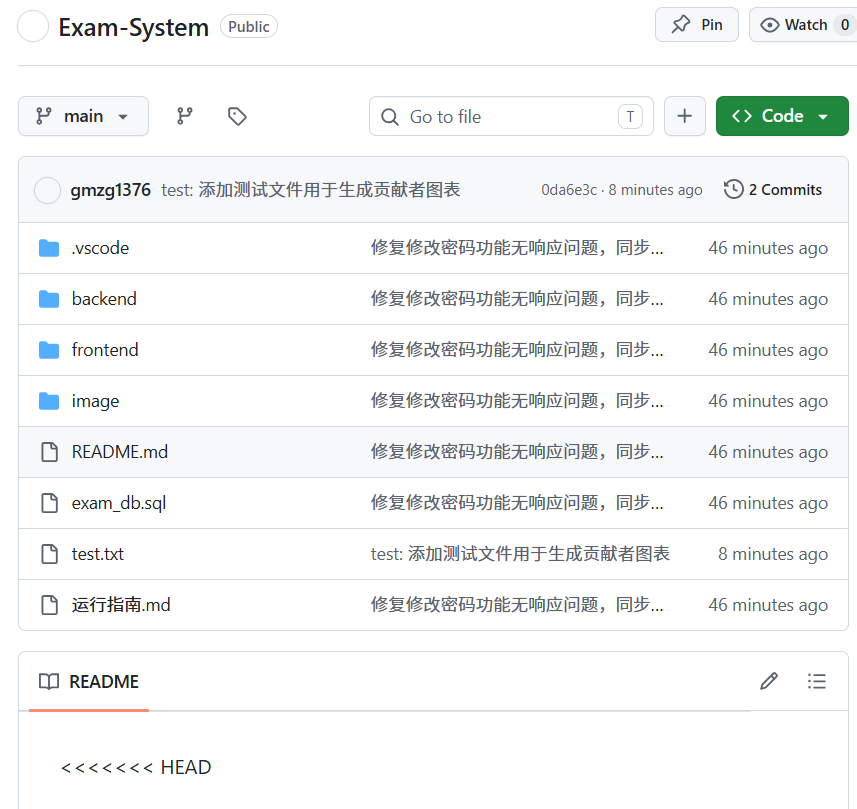 Exam-System Public Pin Watch 0
main Go to file T + Code
gmzg1376 test: 添加测试文件用于生成贡献者图表 0da6e3c · 8 minutes ago 2 Commits
.vscode 修复修改密码功能无响应问题，同步... 46 minutes ago
backend 修复修改密码功能无响应问题，同步... 46 minutes ago
frontend 修复修改密码功能无响应问题，同步... 46 minutes ago
image 修复修改密码功能无响应问题，同步... 46 minutes ago
README.md 修复修改密码功能无响应问题，同步... 46 minutes ago
exam_db.sql 修复修改密码功能无响应问题，同步... 46 minutes ago
test.txt test: 添加测试文件用于生成贡献者图表 8 minutes ago
运行指南.md 修复修改密码功能无响应问题，同步... 46 minutes ago
README
<<<<<<< HEAD